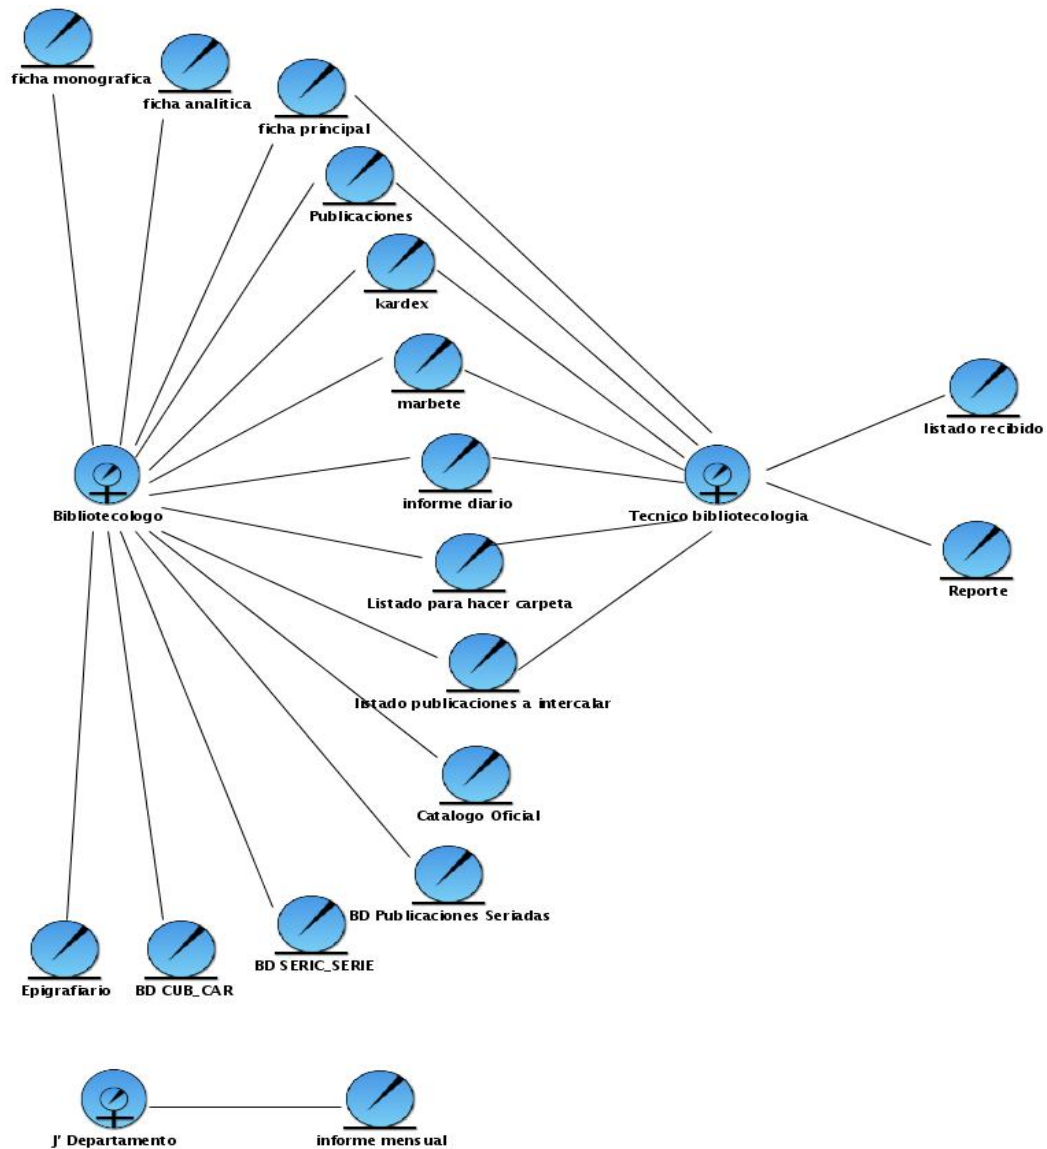 ficha monografica
ficha analitica
ficha principal
Publicaciones
kardex
marbete
listado recibido
informe diario
Bibliotecologo
Tecnico bibliotecologia
Reporte
Listado para hacer carpeta
listado publicaciones a intercalar
Catalogo Oficial
BD Publicaciones Seriadas
BD SERIC_SERIE
Epigrafiario
BD CUB_CAR
J' Departamento
informe mensual